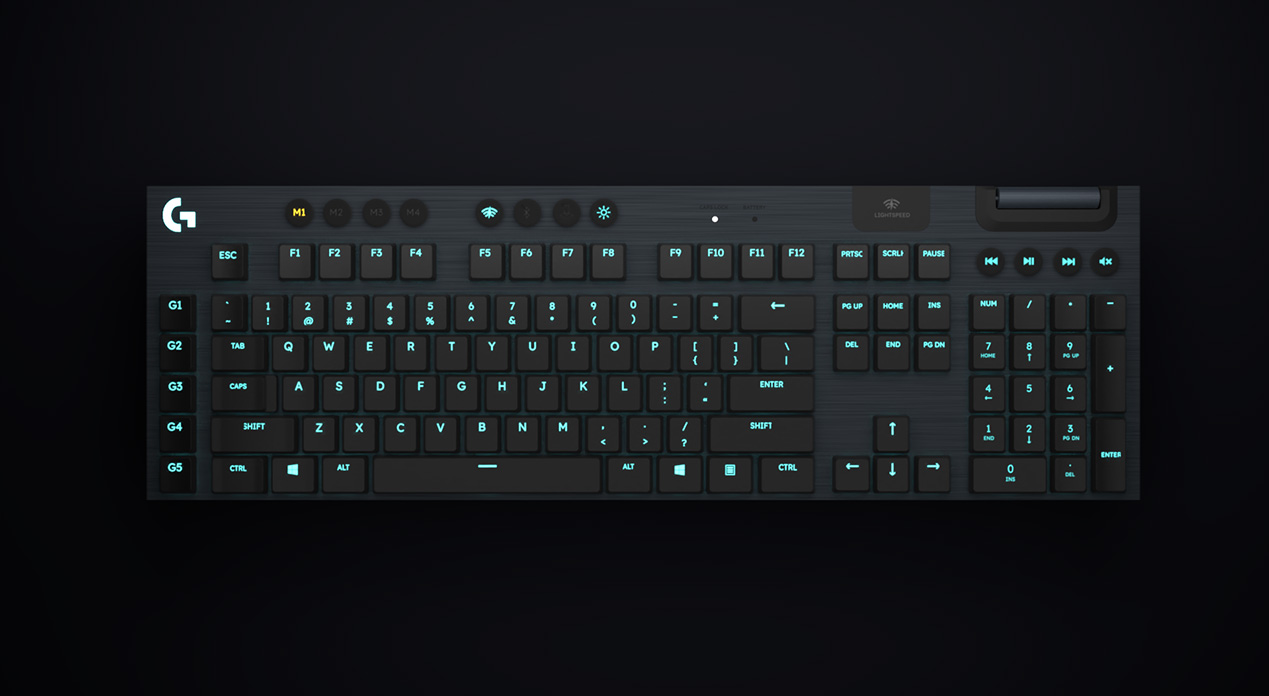 M1 M2 M3 M4
LIGHTSPEED
ESC F1 F2 F3 F4 F5 F6 F7 F8 F9 F10 F11 F12 PRTSC SCRL PAUSE
G1 ` 1 2 3 4 5 6 7 8 9 0 - = ← PG UP HOME INS NUM / • −
~ ! @ # $ % ^ & * ( ) _ +
G2 TAB Q W E R T Y U I O P [ ] \ DEL END PG DN 7 8 9 +
{ } | HOME ↑ PG UP
G3 CAPS A S D F G H J K L ; ' ENTER 4 5 6
: " ← →
G4 SHIFT Z X C V B N M , . / SHIFT ↑ 1 2 3
< > ? END ↓ PG DN
ENTER
G5 CTRL ALT ALT CTRL ← ↓ → 0 .
INS DEL